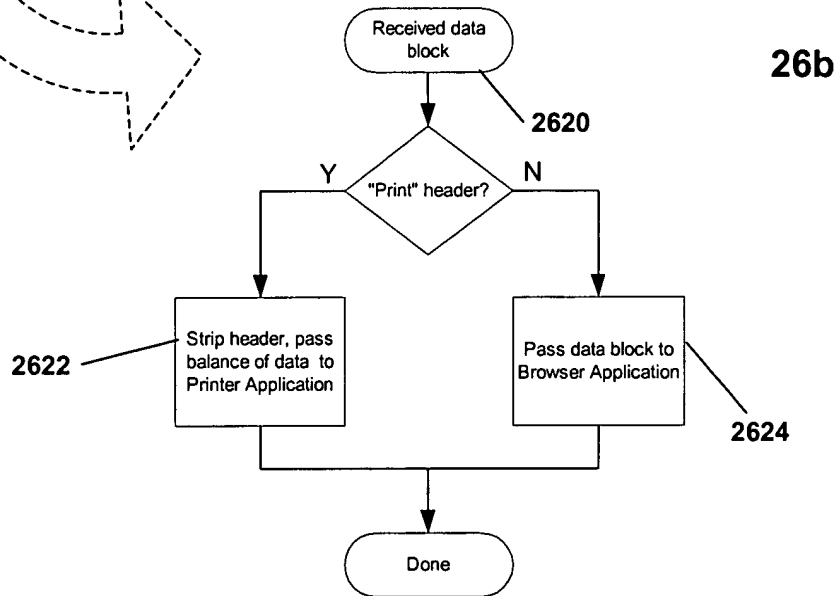 Received data
block
26b
2620
Y
"Print" header?
N
Strip header, pass
balance of data to
Printer Application
2622
Pass data block to
Browser Application
2624
Done